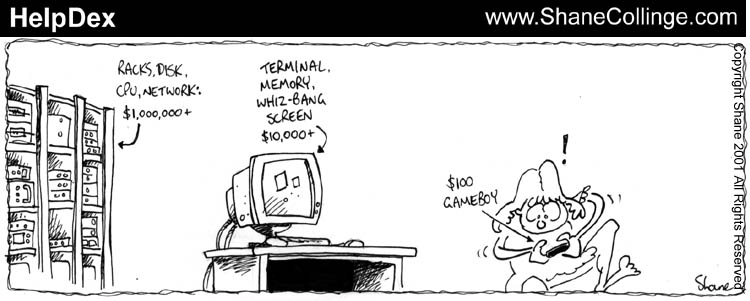 HelpDex
www.ShaneCollinge.com
RACKS, DISK,
CPU, NETWORK:
$1,000,000+
TERMINAL,
MEMORY,
WHIZ-BANG
SCREEN
$10,000+
!
$100
GAMEBOY
Shane
Copyright Shane 2001 All Rights Reserved